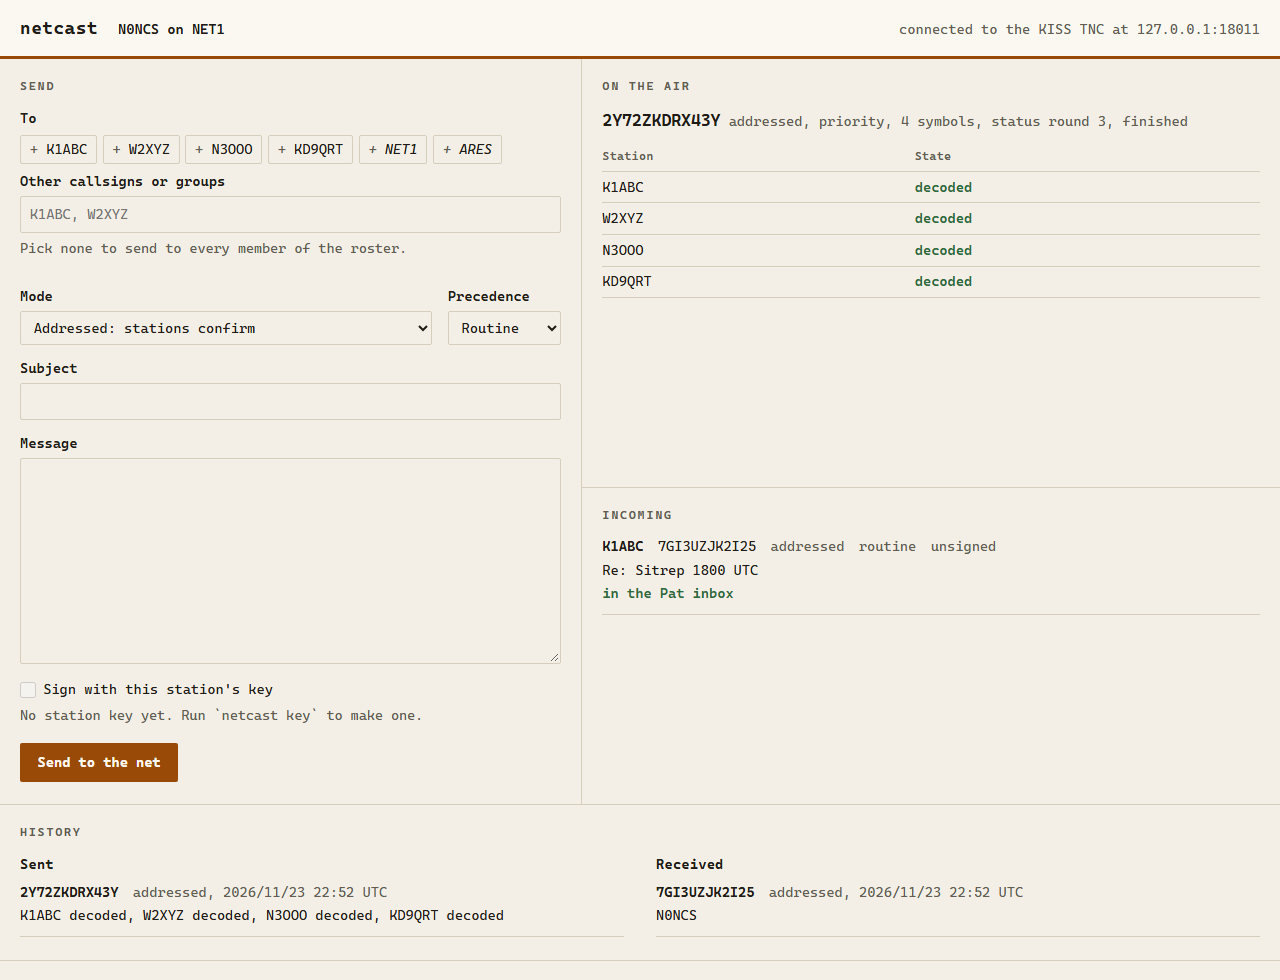 netcast N0NCS on NET1
connected to the KISS TNC at 127.0.0.1:18011
SEND
To
+ K1ABC + W2XYZ + N3OOO + KD9QRT + NET1 + ARES
Other callsigns or groups
K1ABC, W2XYZ
Pick none to send to every member of the roster.
Mode Precedence
Addressed: stations confirm Routine
Subject
Message
Sign with this station's key
No station key yet. Run `netcast key` to make one.
Send to the net
ON THE AIR
2Y72ZKDRX43Y addressed, priority, 4 symbols, status round 3, finished
Station State
K1ABC decoded
W2XYZ decoded
N3OOO decoded
KD9QRT decoded
INCOMING
K1ABC 7GI3UZJK2I25 addressed routine unsigned
Re: Sitrep 1800 UTC
in the Pat inbox
HISTORY
Sent
2Y72ZKDRX43Y addressed, 2026/11/23 22:52 UTC
K1ABC decoded, W2XYZ decoded, N3OOO decoded, KD9QRT decoded
Received
7GI3UZJK2I25 addressed, 2026/11/23 22:52 UTC
N0NCS